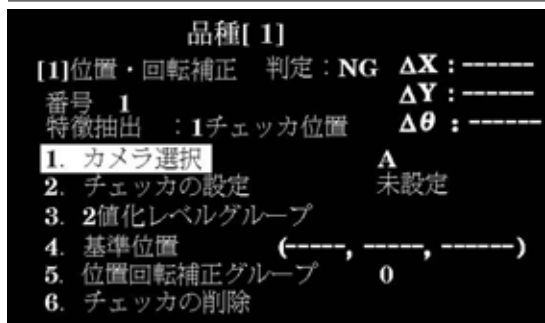 品種[ 1]
[1]位置・回転補正 判定：NG ΔX：------
番号 1 ΔY：------
特徴抽出 ：1チェッカ位置 Δθ：------
1. カメラ選択 A
2. チェッカの設定 未設定
3. 2値化レベルグループ
4. 基準位置 (-----, -----, ------)
5. 位置回転補正グループ 0
6. チェッカの削除